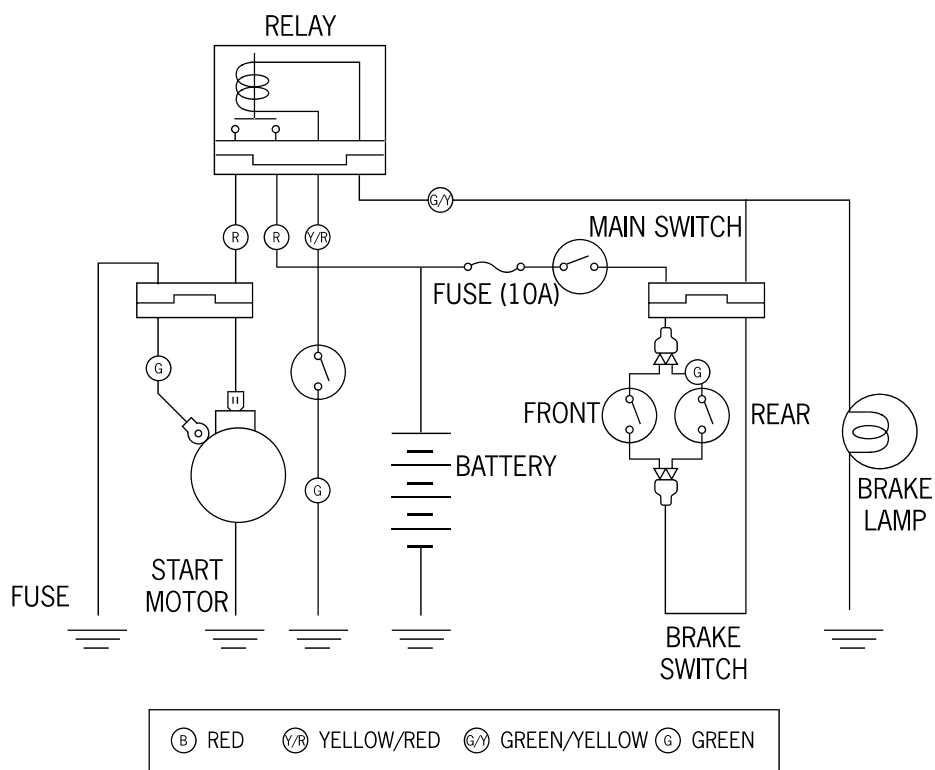 RELAY
G/Y
MAIN SWITCH
R
R
Y/R
FUSE (10A)
G
G
FRONT
REAR
BATTERY
G
BRAKE
LAMP
START
MOTOR
FUSE
BRAKE
SWITCH
B RED Y/R YELLOW/RED G/Y GREEN/YELLOW G GREEN